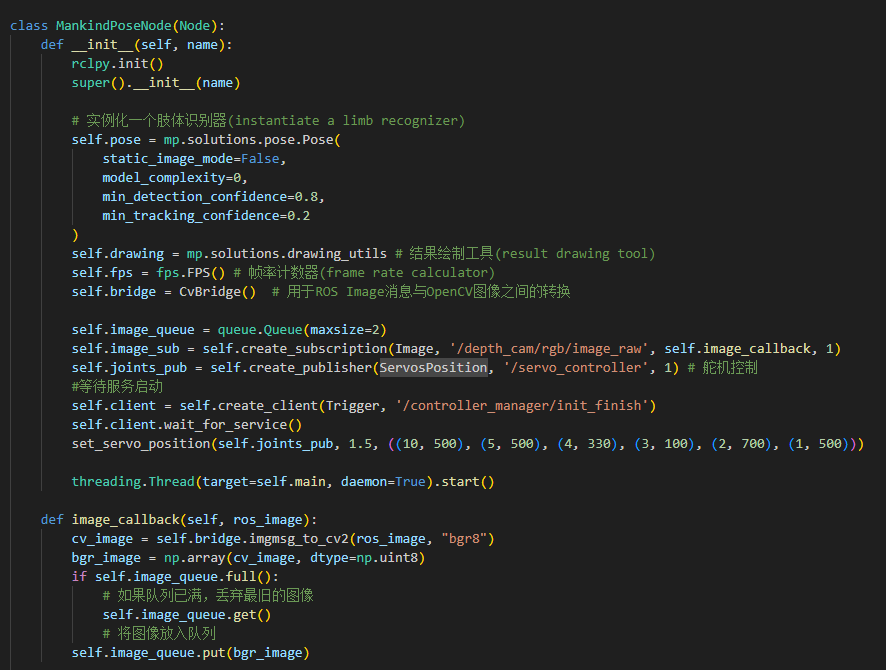 class MankindPoseNode(Node):
    def __init__(self, name):
        rclpy.init()
        super().__init__(name)

        # 实例化一个肢体识别器(instantiate a limb recognizer)
        self.pose = mp.solutions.pose.Pose(
            static_image_mode=False,
            model_complexity=0,
            min_detection_confidence=0.8,
            min_tracking_confidence=0.2
        )
        self.drawing = mp.solutions.drawing_utils # 结果绘制工具(result drawing tool)
        self.fps = fps.FPS() # 帧率计数器(frame rate calculator)
        self.bridge = CvBridge()  # 用于ROS Image消息与OpenCV图像之间的转换

        self.image_queue = queue.Queue(maxsize=2)
        self.image_sub = self.create_subscription(Image, '/depth_cam/rgb/image_raw', self.image_callback, 1)
        self.joints_pub = self.create_publisher(ServosPosition, '/servo_controller', 1) # 舵机控制
        #等待服务启动
        self.client = self.create_client(Trigger, '/controller_manager/init_finish')
        self.client.wait_for_service()
        set_servo_position(self.joints_pub, 1.5, ((10, 500), (5, 500), (4, 330), (3, 100), (2, 700), (1, 500)))

        threading.Thread(target=self.main, daemon=True).start()

    def image_callback(self, ros_image):
        cv_image = self.bridge.imgmsg_to_cv2(ros_image, "bgr8")
        bgr_image = np.array(cv_image, dtype=np.uint8)
        if self.image_queue.full():
            # 如果队列已满，丢弃最旧的图像
            self.image_queue.get()
            # 将图像放入队列
        self.image_queue.put(bgr_image)